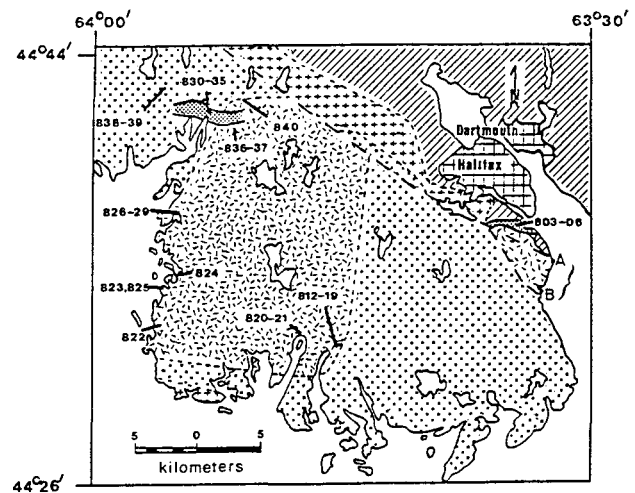 64°00' 63°30'
44°44'
830-35
N
838-39
Dartmouth
840
Halifax
836-37
826-29
803-06
A
824
823,825
812-19
B
820-21
822
5 0 5
kilometers
44°26'